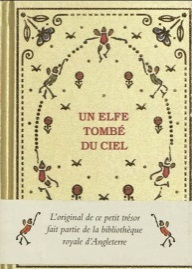 UN ELFE
TOMBÉ
DU CIEL
L'original de ce petit trésor
fait partie de la bibliothèque
royale d'Angleterre